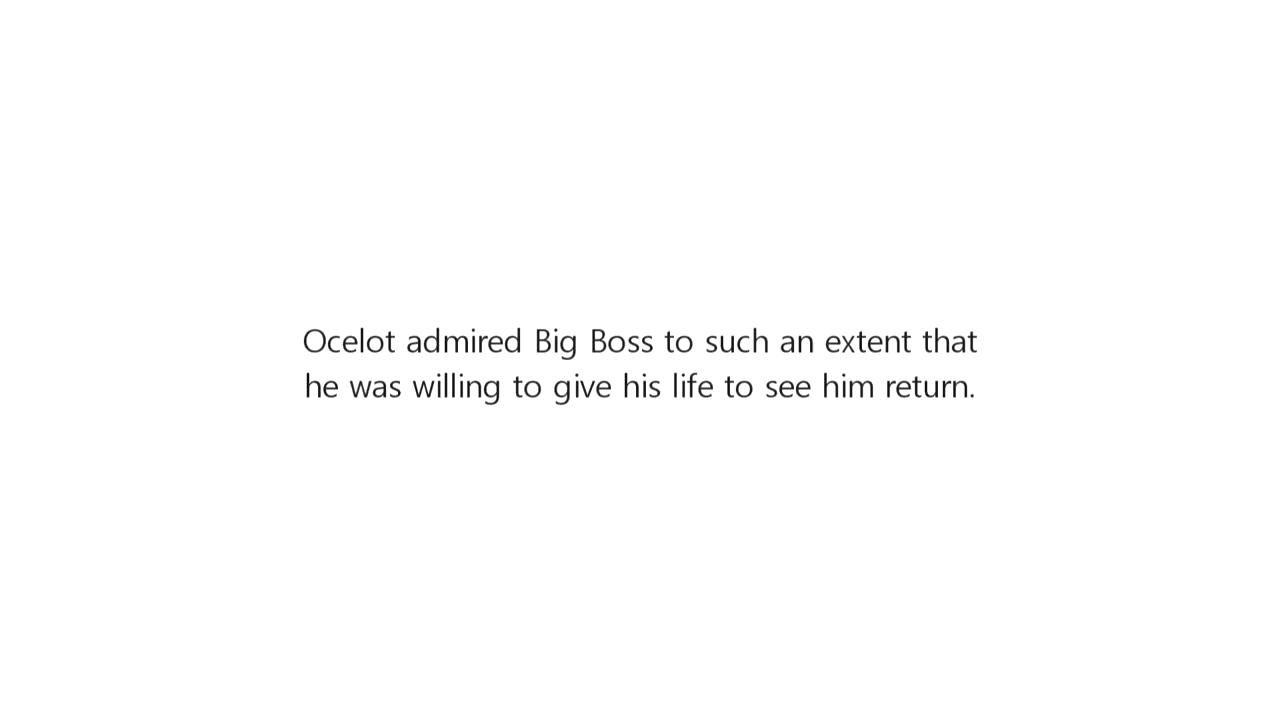 Ocelot admired Big Boss to such an extent that
he was willing to give his life to see him return.